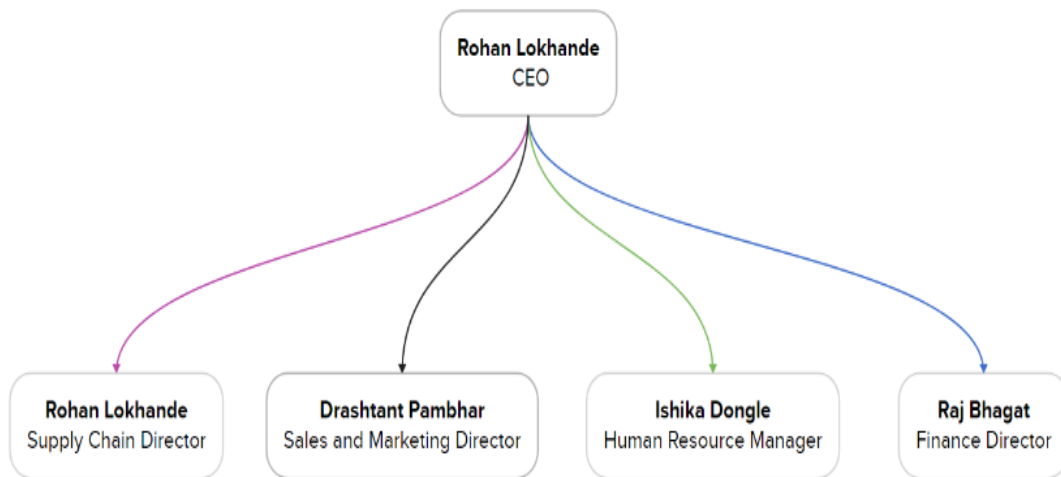 Rohan Lokhande
CEO
Rohan Lokhande
Supply Chain Director
Drashtant Pambhar
Sales and Marketing Director
Ishika Dongle
Human Resource Manager
Raj Bhagat
Finance Director